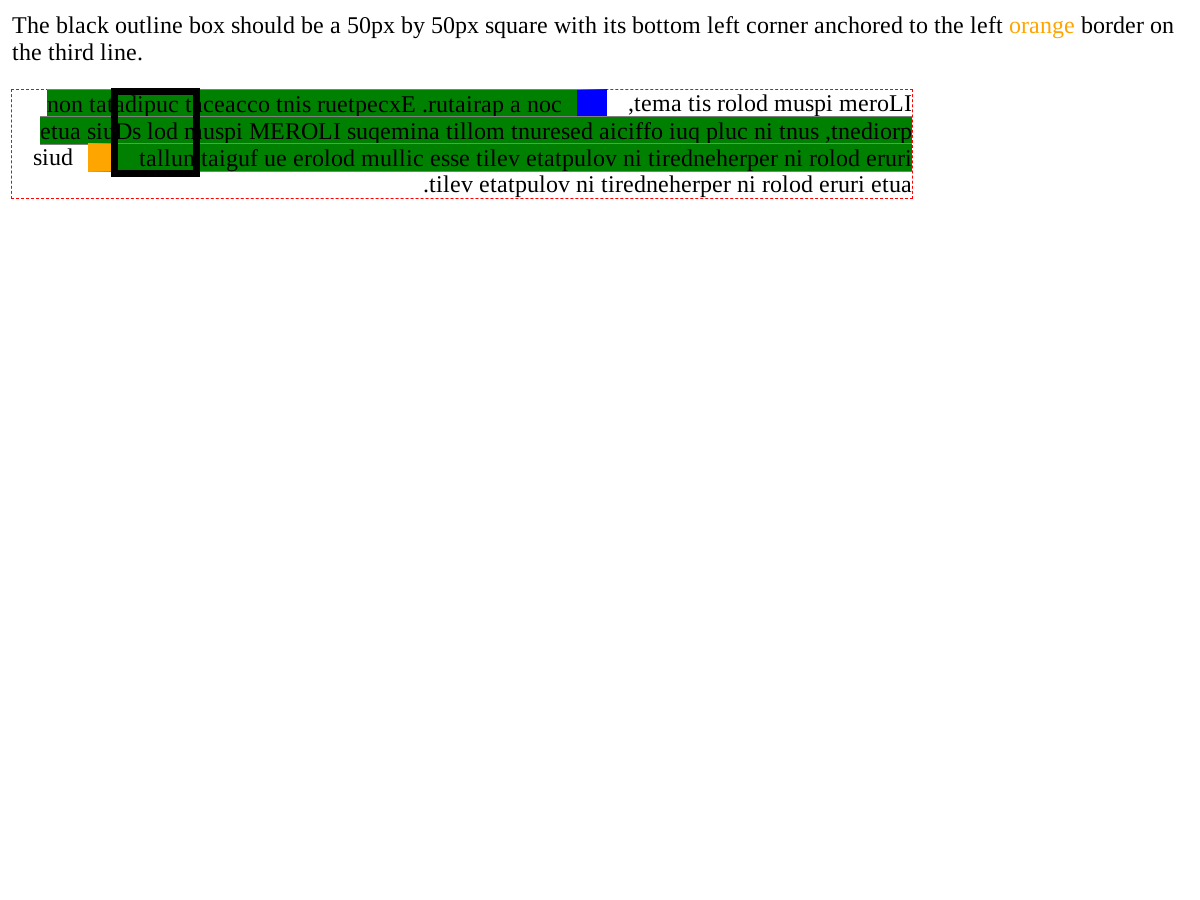 The black outline box should be a 50px by 50px square with its bottom left corner anchored to the left orange border on
the third line.
non tatadipuc tnceacco tnis ruetpecxE .rutairap a noc ,tema tis rolod muspi meroLI
etua siuDs lod muspi MEROLI suqemina tillom tnuresed aiciffo iuq pluc ni tnus ,tnediorp
siud tallun taiguf ue erolod mullic esse tilev etatpulov ni tiredneherper ni rolod eruri
.tilev etatpulov ni tiredneherper ni rolod eruri etua